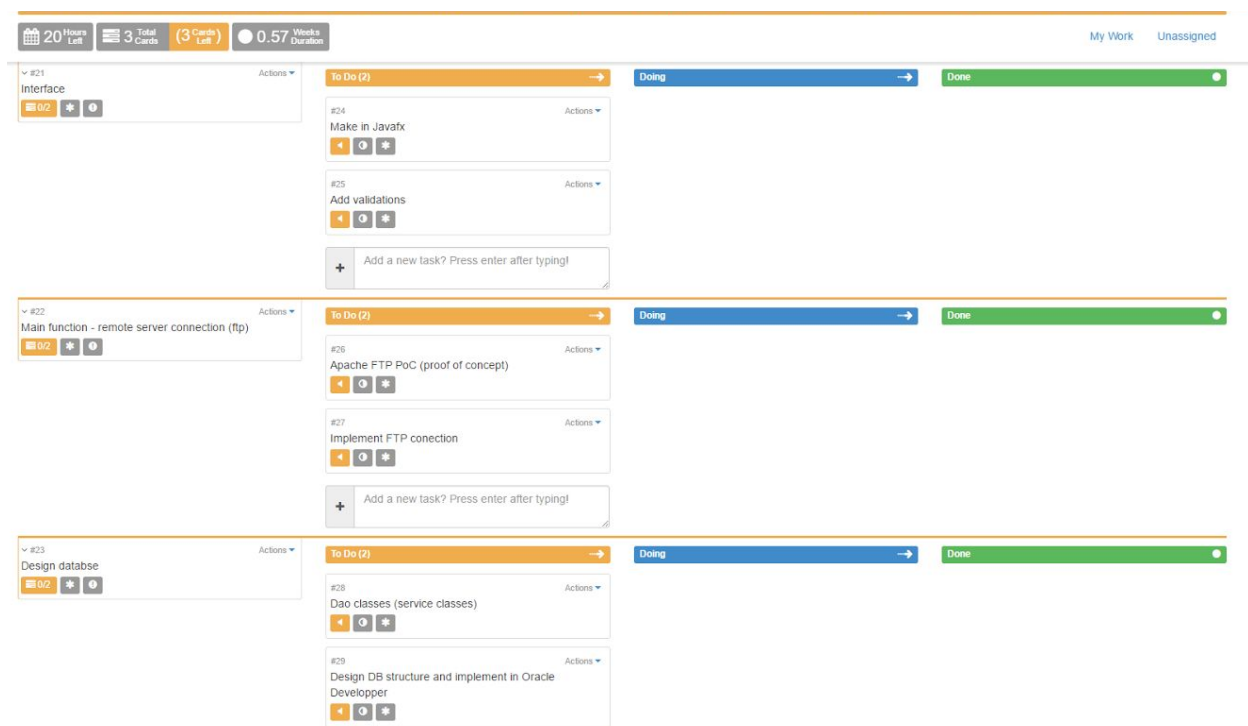 20 Hours Left 3 Total Cards (3 Cards Left) 0.57 Weeks Duration My Work Unassigned
#21 Actions
Interface
0/2
To Do (2) Doing Done
#24 Actions
Make in Javafx
#25 Actions
Add validations
+ Add a new task? Press enter after typing!
#22 Actions
Main function - remote server connection (ftp)
0/2
To Do (2) Doing Done
#26 Actions
Apache FTP PoC (proof of concept)
#27 Actions
Implement FTP conection
+ Add a new task? Press enter after typing!
#23 Actions
Design databse
0/2
To Do (2) Doing Done
#28 Actions
Dao classes (service classes)
#29 Actions
Design DB structure and implement in Oracle
Developper